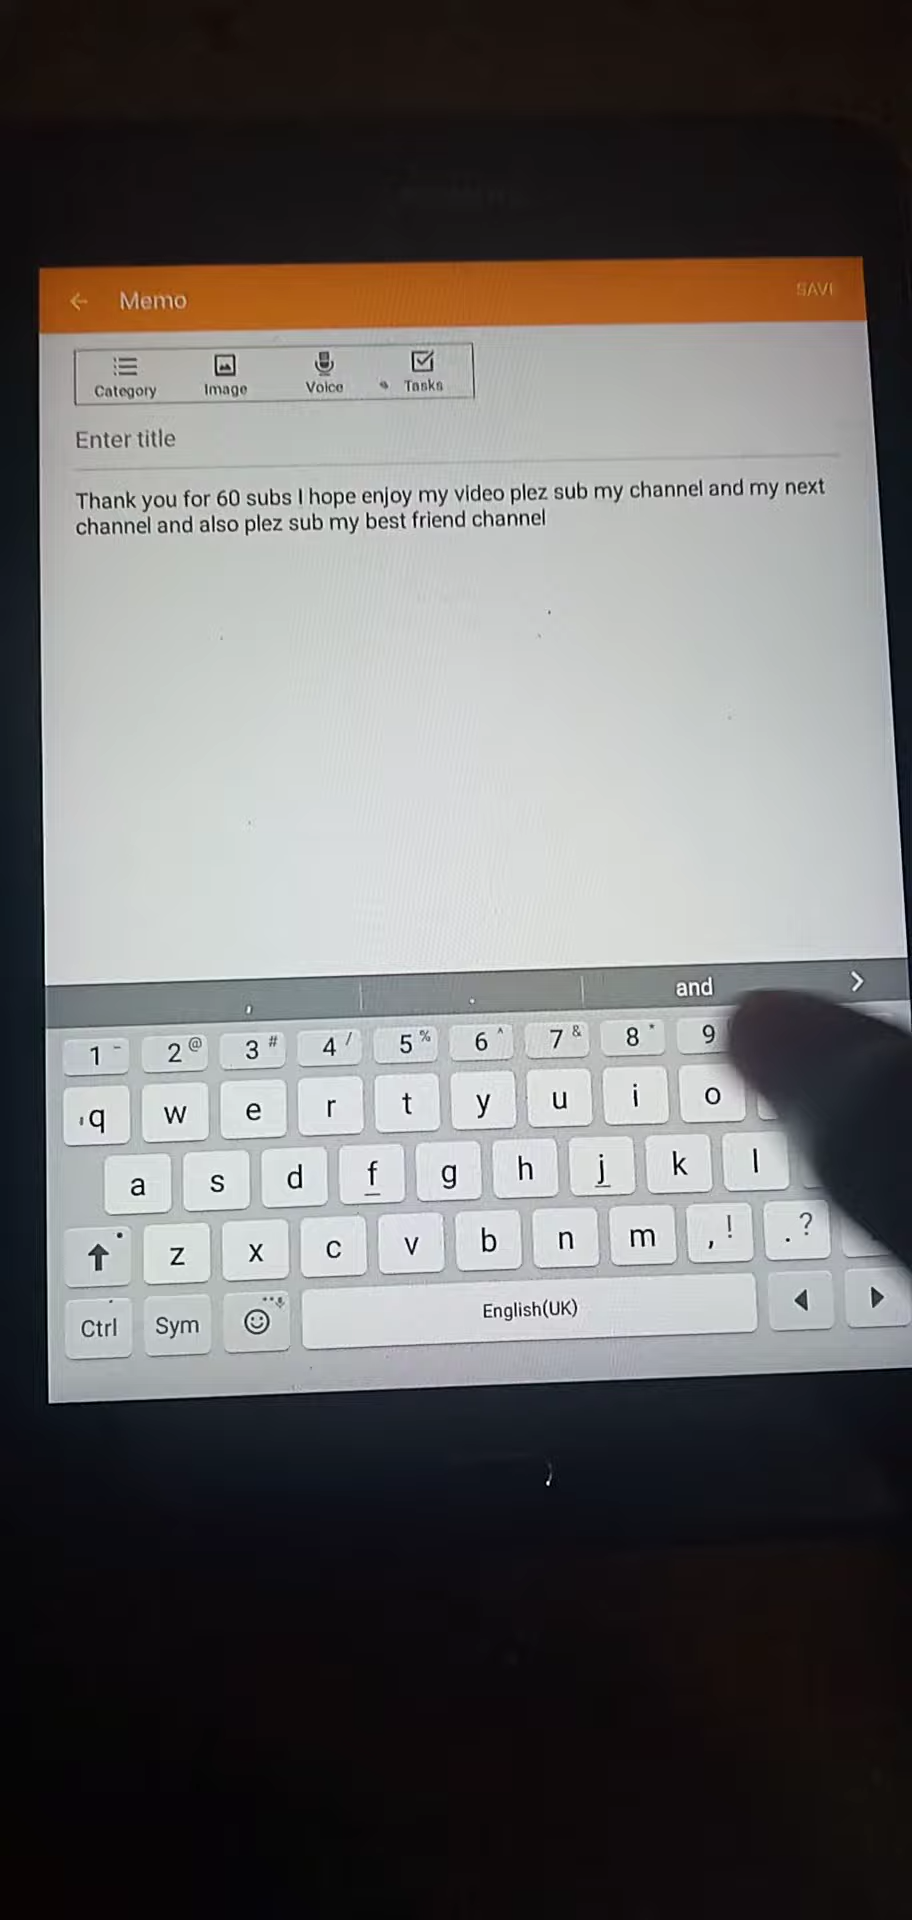 ← Memo SAVE
Category Image Voice Tasks
Enter title
Thank you for 60 subs I hope enjoy my video plez sub my channel and my next
channel and also plez sub my best friend channel
, . and >
1 - 2 @ 3 # 4 / 5 % 6 ^ 7 & 8 * 9
q w e r t y u i o
a s d f g h j k l
z x c v b n m , ! . ?
Ctrl Sym English(UK)